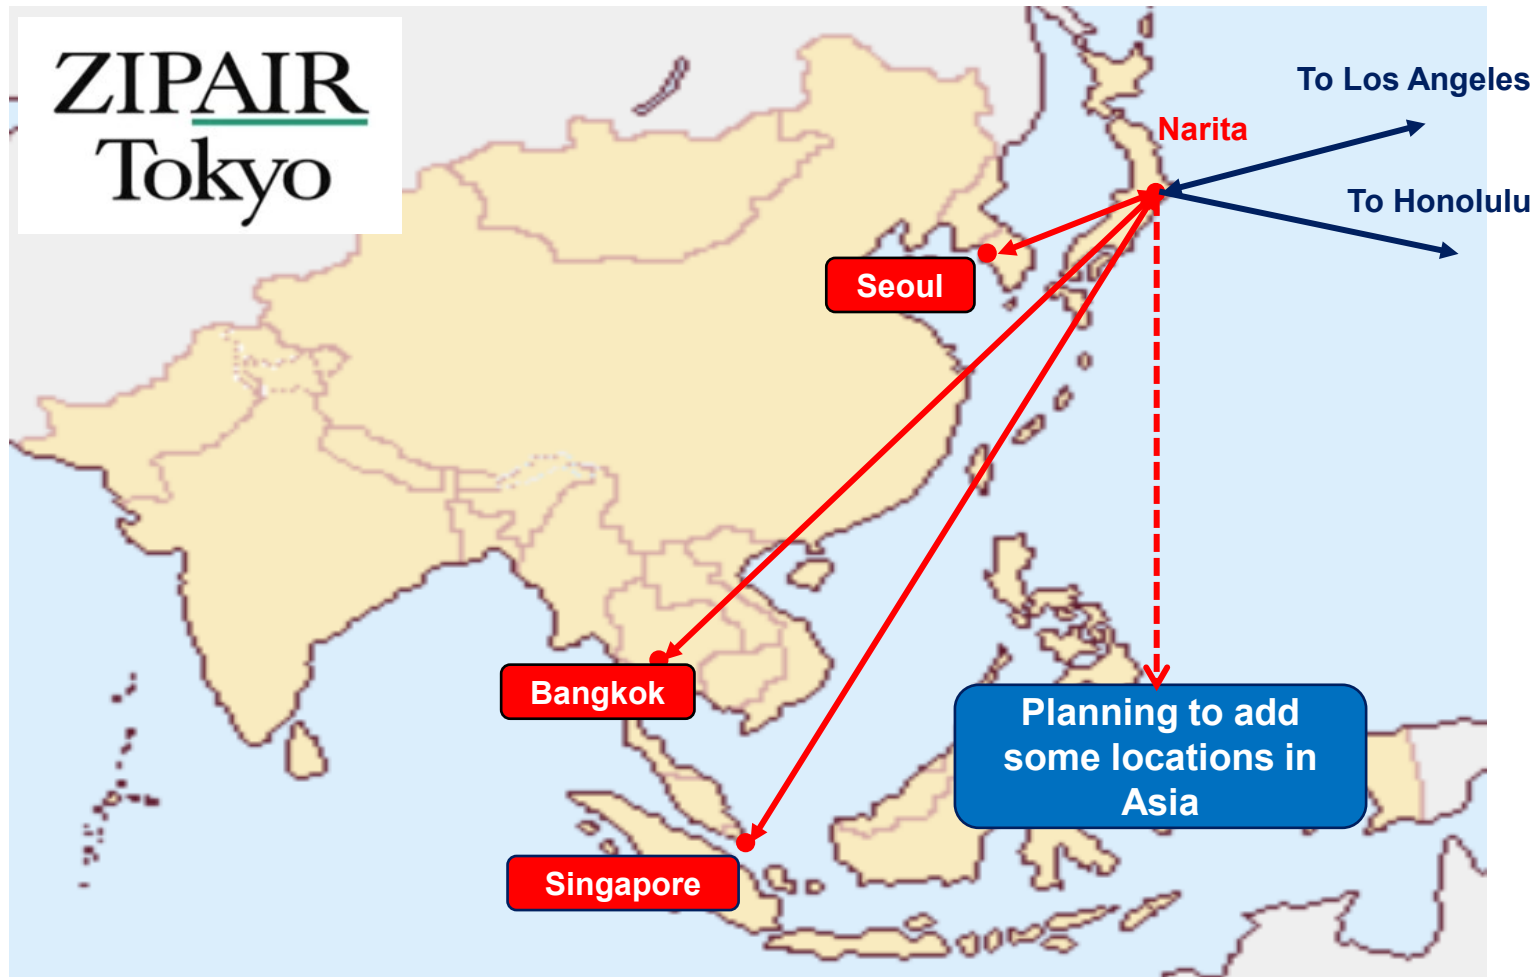 ZIPAIR
Tokyo
To Los Angeles
Narita
To Honolulu
Seoul
Bangkok
Planning to add
some locations in
Asia
Singapore